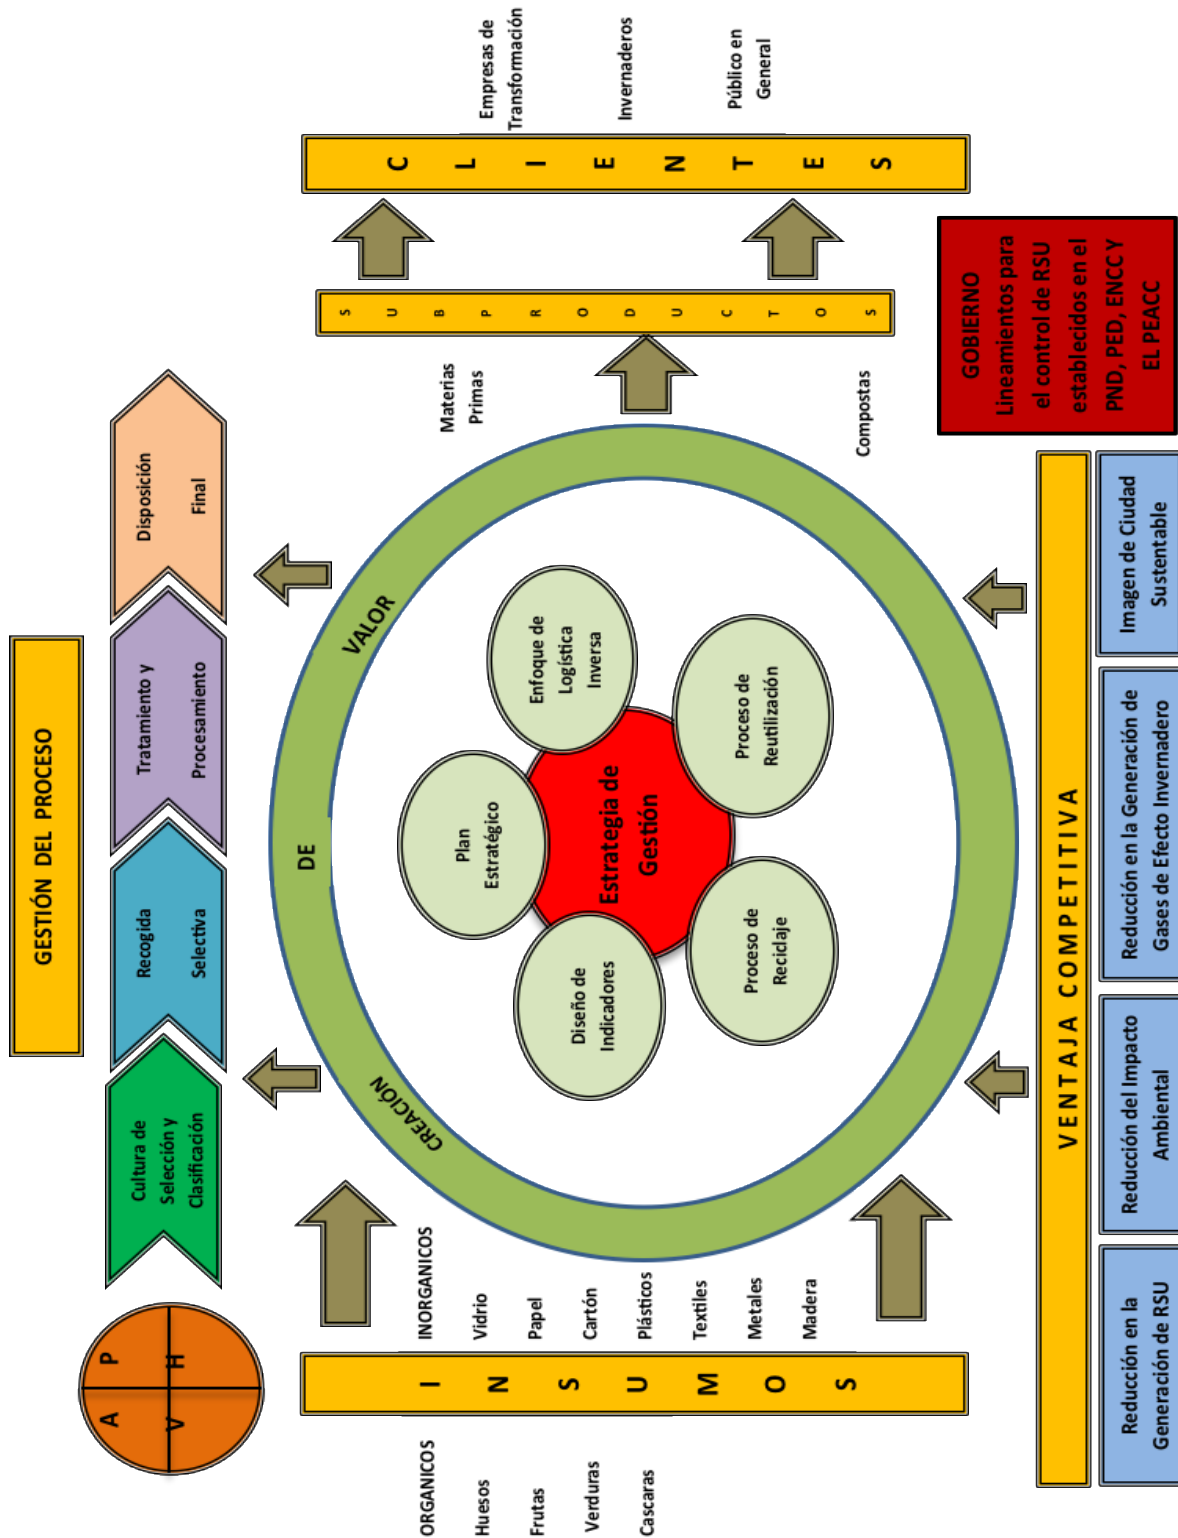 GESTIÓN DEL PROCESO
A
P
V
H
Cultura de
Selección y
Clasificación
Recogida
Selectiva
Tratamiento y
Procesamiento
Disposición
Final
ORGANICOS
Huesos
Frutas
Verduras
Cascaras
INSUMOS
INORGANICOS
Vidrio
Papel
Cartón
Plásticos
Textiles
Metales
Madera
CREACIÓN
DE
VALOR
Plan
Estratégico
Enfoque de
Logística
Inversa
Diseño de
Indicadores
Estrategia de
Gestión
Proceso de
Reciclaje
Proceso de
Reutilización
Materias
Primas
Compostas
SUBPRODUCTOS
CLIENTES
Empresas de
Transformación
Invernaderos
Público en
General
GOBIERNO
Lineamientos para
el control de RSU
establecidos en el
PND, PED, ENCC Y
EL PEACC
VENTAJA COMPETITIVA
Reducción en la
Generación de RSU
Reducción del Impacto
Ambiental
Reducción en la Generación de
Gases de Efecto Invernadero
Imagen de Ciudad
Sustentable